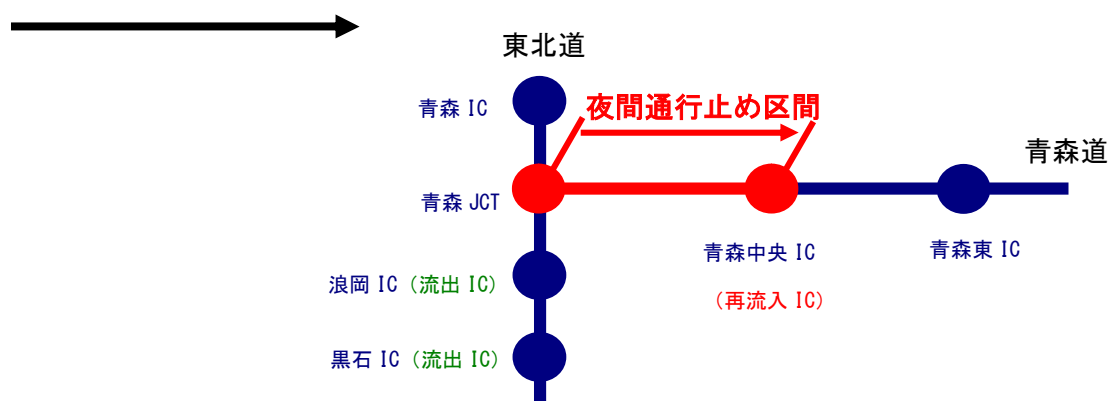 東北道
夜間通行止め区間
青森 IC
青森道
青森 JCT
青森中央 IC
青森東 IC
浪岡 IC（流出 IC）
（再流入 IC）
黒石 IC（流出 IC）